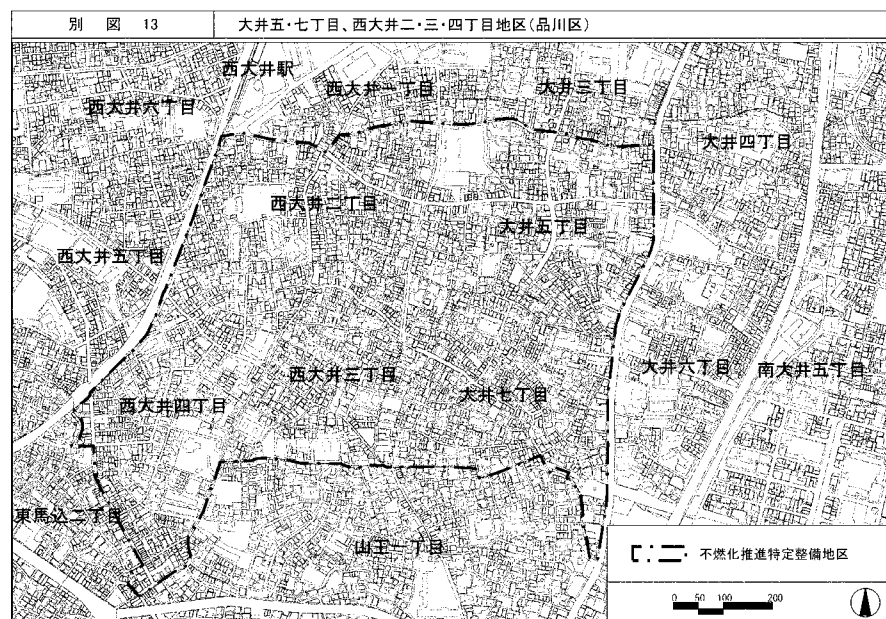 別 図 13
大井五・七丁目、西大井二・三・四丁目地区(品川区)
西大井駅
西大井一丁目
大井三丁目
西大井六丁目
大井四丁目
西大井二丁目
大井五丁目
西大井五丁目
大井六丁目
南大井五丁目
西大井三丁目
大井七丁目
西大井四丁目
東馬込二丁目
山王一丁目
不燃化推進特定整備地区
0 50 100 200